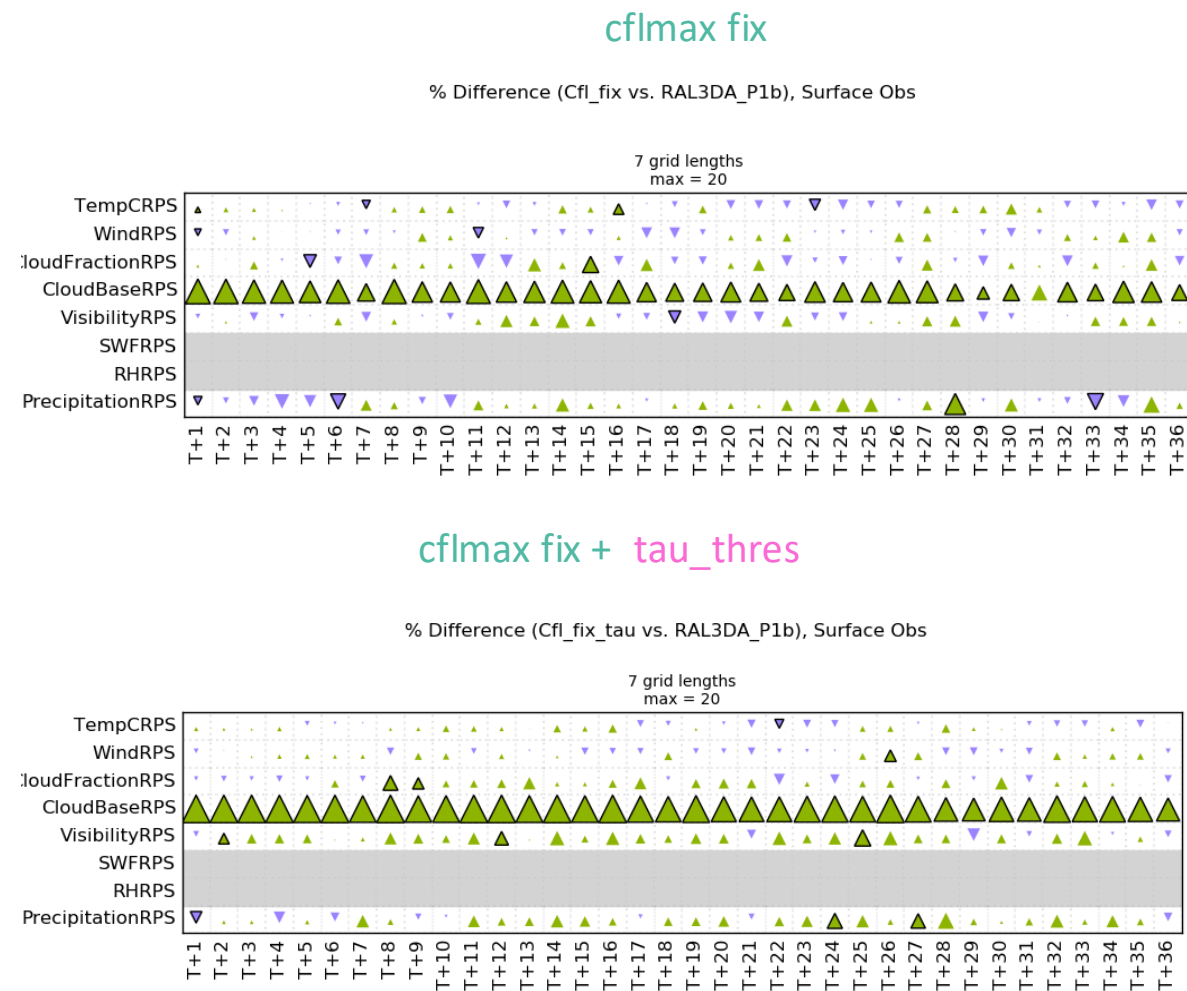 cflmax fix
% Difference (Cfl_fix vs. RAL3DA_P1b), Surface Obs
7 grid lengths
max = 20
TempCRPS
WindRPS
loudFractionRPS
CloudBaseRPS
VisibilityRPS
SWFRPS
RHRPS
PrecipitationRPS
T+1 T+2 T+3 T+4 T+5 T+6 T+7 T+8 T+9 T+10 T+11 T+12 T+13 T+14 T+15 T+16 T+17 T+18 T+19 T+20 T+21 T+22 T+23 T+24 T+25 T+26 T+27 T+28 T+29 T+30 T+31 T+32 T+33 T+34 T+35 T+36
cflmax fix + tau_thres
% Difference (Cfl_fix_tau vs. RAL3DA_P1b), Surface Obs
7 grid lengths
max = 20
TempCRPS
WindRPS
loudFractionRPS
CloudBaseRPS
VisibilityRPS
SWFRPS
RHRPS
PrecipitationRPS
T+1 T+2 T+3 T+4 T+5 T+6 T+7 T+8 T+9 T+10 T+11 T+12 T+13 T+14 T+15 T+16 T+17 T+18 T+19 T+20 T+21 T+22 T+23 T+24 T+25 T+26 T+27 T+28 T+29 T+30 T+31 T+32 T+33 T+34 T+35 T+36